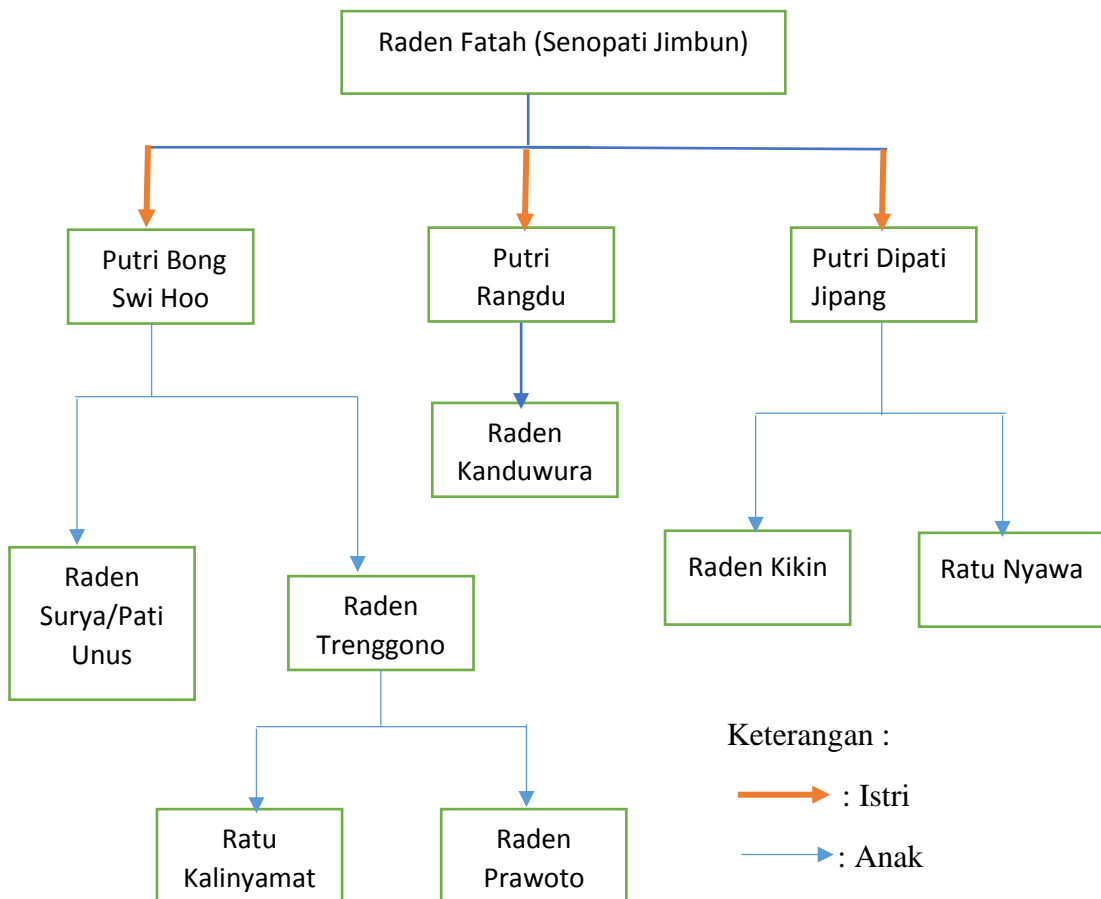 Raden Fatah (Senopati Jimbun)
Putri Bong
Swi Hoo
Putri
Rangdu
Putri Dipati
Jipang
Raden
Kanduwura
Raden
Surya/Pati
Unus
Raden
Trenggono
Raden Kikin
Ratu Nyawa
Ratu
Kalinyamat
Raden
Prawoto
Keterangan :
: Istri
: Anak